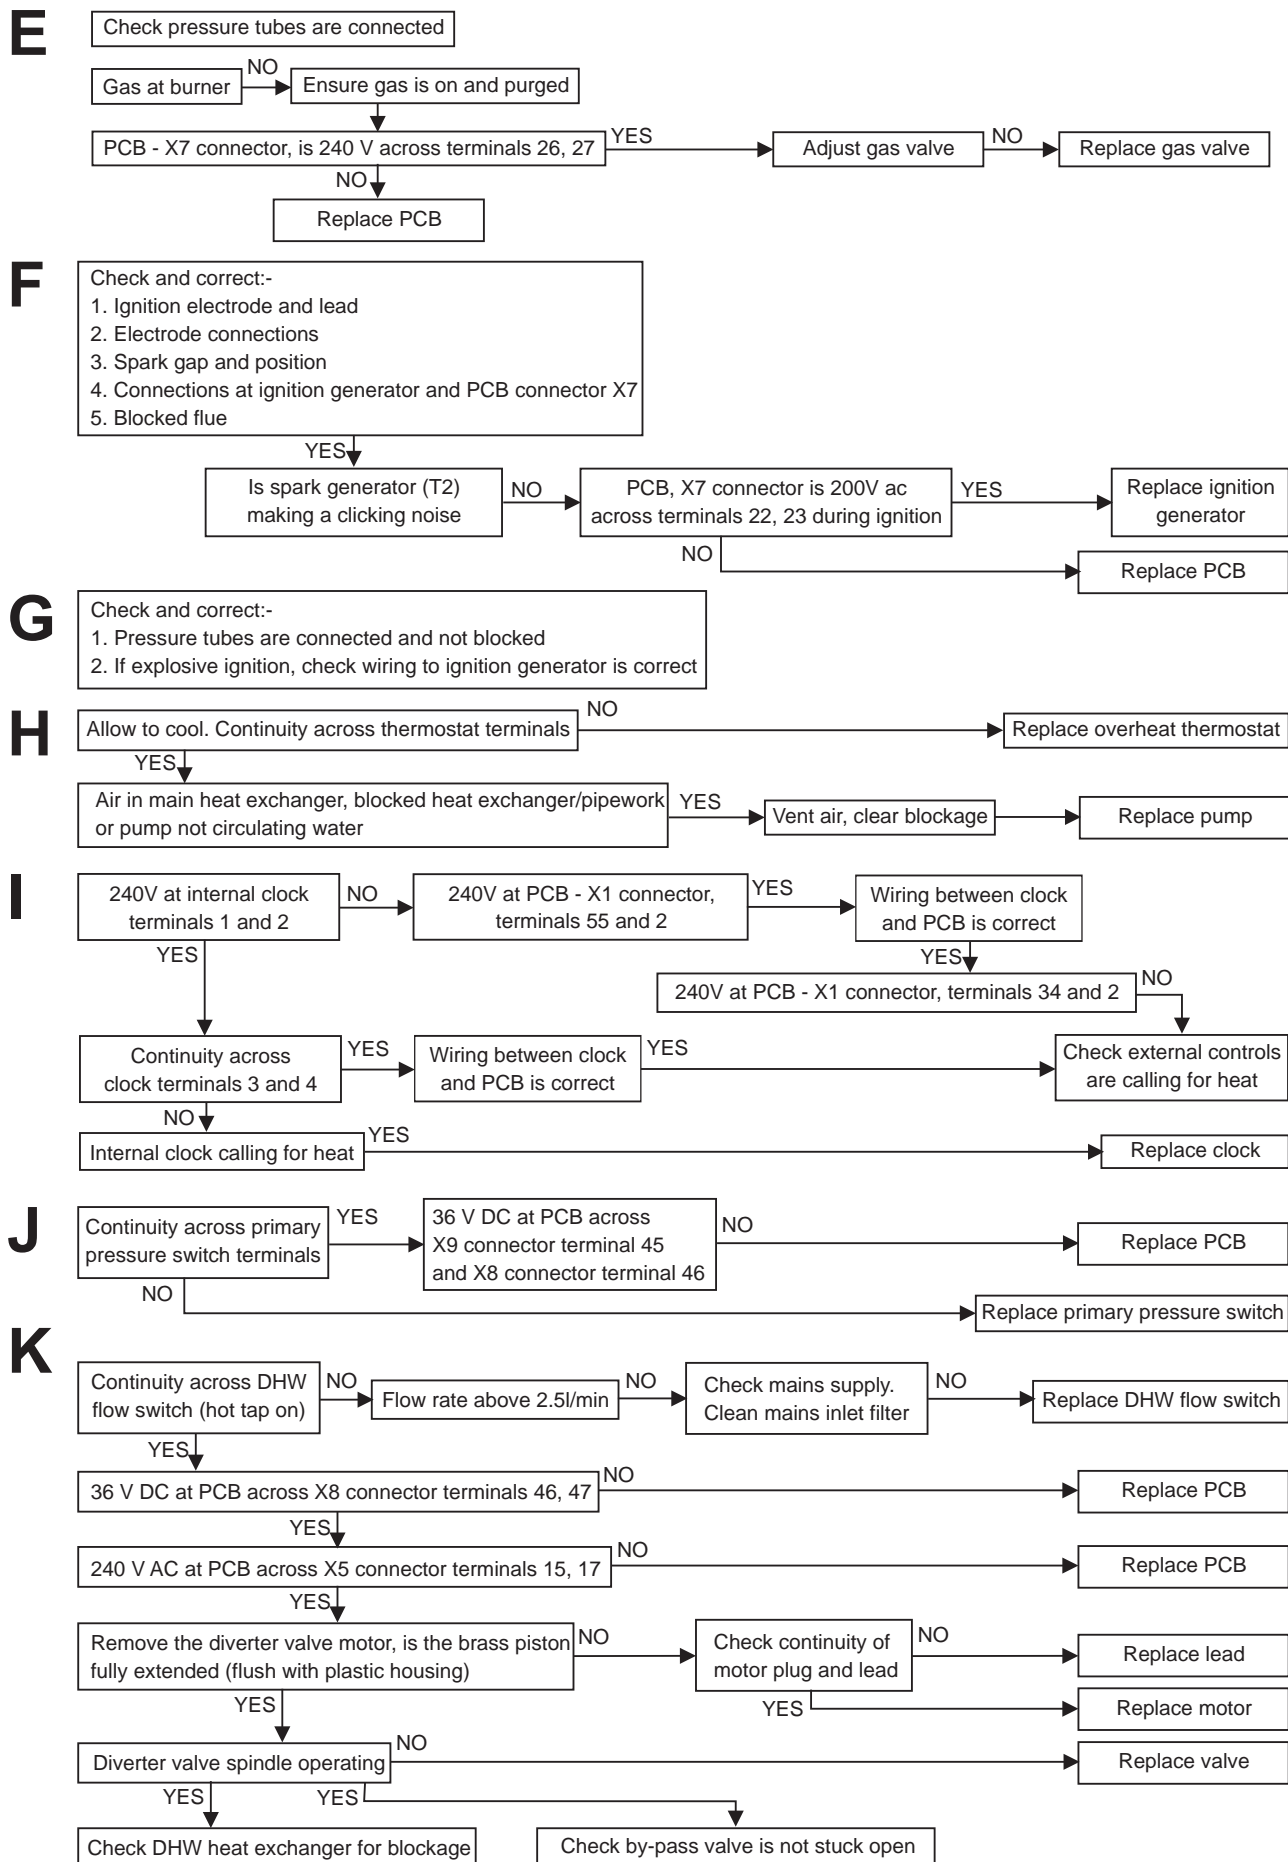 E
Check pressure tubes are connected
Gas at burner
NO
Ensure gas is on and purged
PCB - X7 connector, is 240 V across terminals 26, 27
YES
Adjust gas valve
NO
Replace gas valve
NO
Replace PCB
F
Check and correct:-
1. Ignition electrode and lead
2. Electrode connections
3. Spark gap and position
4. Connections at ignition generator and PCB connector X7
5. Blocked flue
YES
Is spark generator (T2)
making a clicking noise
NO
PCB, X7 connector is 200V ac
across terminals 22, 23 during ignition
YES
Replace ignition
generator
NO
Replace PCB
G
Check and correct:-
1. Pressure tubes are connected and not blocked
2. If explosive ignition, check wiring to ignition generator is correct
H
Allow to cool. Continuity across thermostat terminals
NO
Replace overheat thermostat
YES
Air in main heat exchanger, blocked heat exchanger/pipework
or pump not circulating water
YES
Vent air, clear blockage
Replace pump
I
240V at internal clock
terminals 1 and 2
NO
240V at PCB - X1 connector,
terminals 55 and 2
YES
Wiring between clock
and PCB is correct
YES
YES
240V at PCB - X1 connector, terminals 34 and 2
NO
Continuity across
clock terminals 3 and 4
YES
Wiring between clock
and PCB is correct
YES
Check external controls
are calling for heat
NO
Internal clock calling for heat
YES
Replace clock
J
Continuity across primary
pressure switch terminals
YES
36 V DC at PCB across
X9 connector terminal 45
and X8 connector terminal 46
NO
Replace PCB
NO
Replace primary pressure switch
K
Continuity across DHW
flow switch (hot tap on)
NO
Flow rate above 2.5l/min
NO
Check mains supply.
Clean mains inlet filter
NO
Replace DHW flow switch
YES
36 V DC at PCB across X8 connector terminals 46, 47
NO
Replace PCB
YES
240 V AC at PCB across X5 connector terminals 15, 17
NO
Replace PCB
YES
Remove the diverter valve motor, is the brass piston
fully extended (flush with plastic housing)
NO
Check continuity of
motor plug and lead
NO
Replace lead
YES
YES
Replace motor
Diverter valve spindle operating
NO
Replace valve
YES
YES
Check DHW heat exchanger for blockage
Check by-pass valve is not stuck open